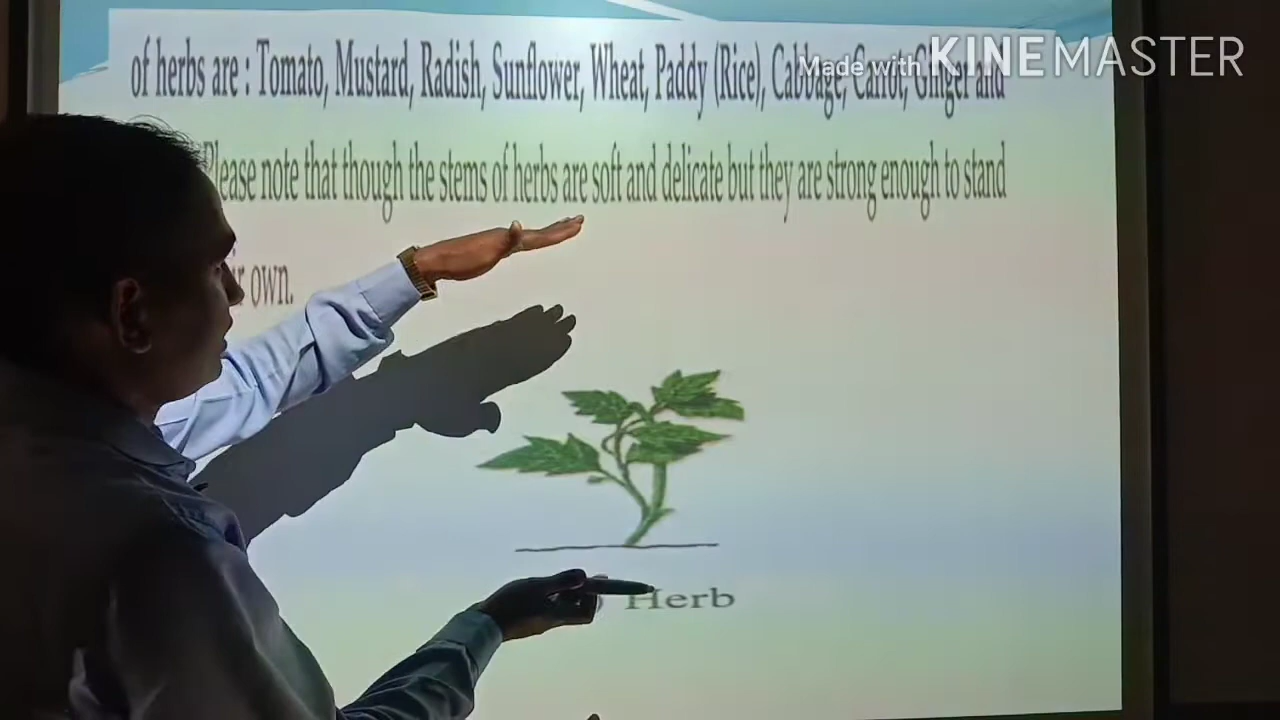 of herbs are : Tomato, Mustard, Radish, Sunflower, Wheat, Paddy (Rice), Cabbage, Carrot, Ginger and
Made with KINEMASTER
Please note that though the stems of herbs are soft and delicate but they are strong enough to stand
own.
Herb